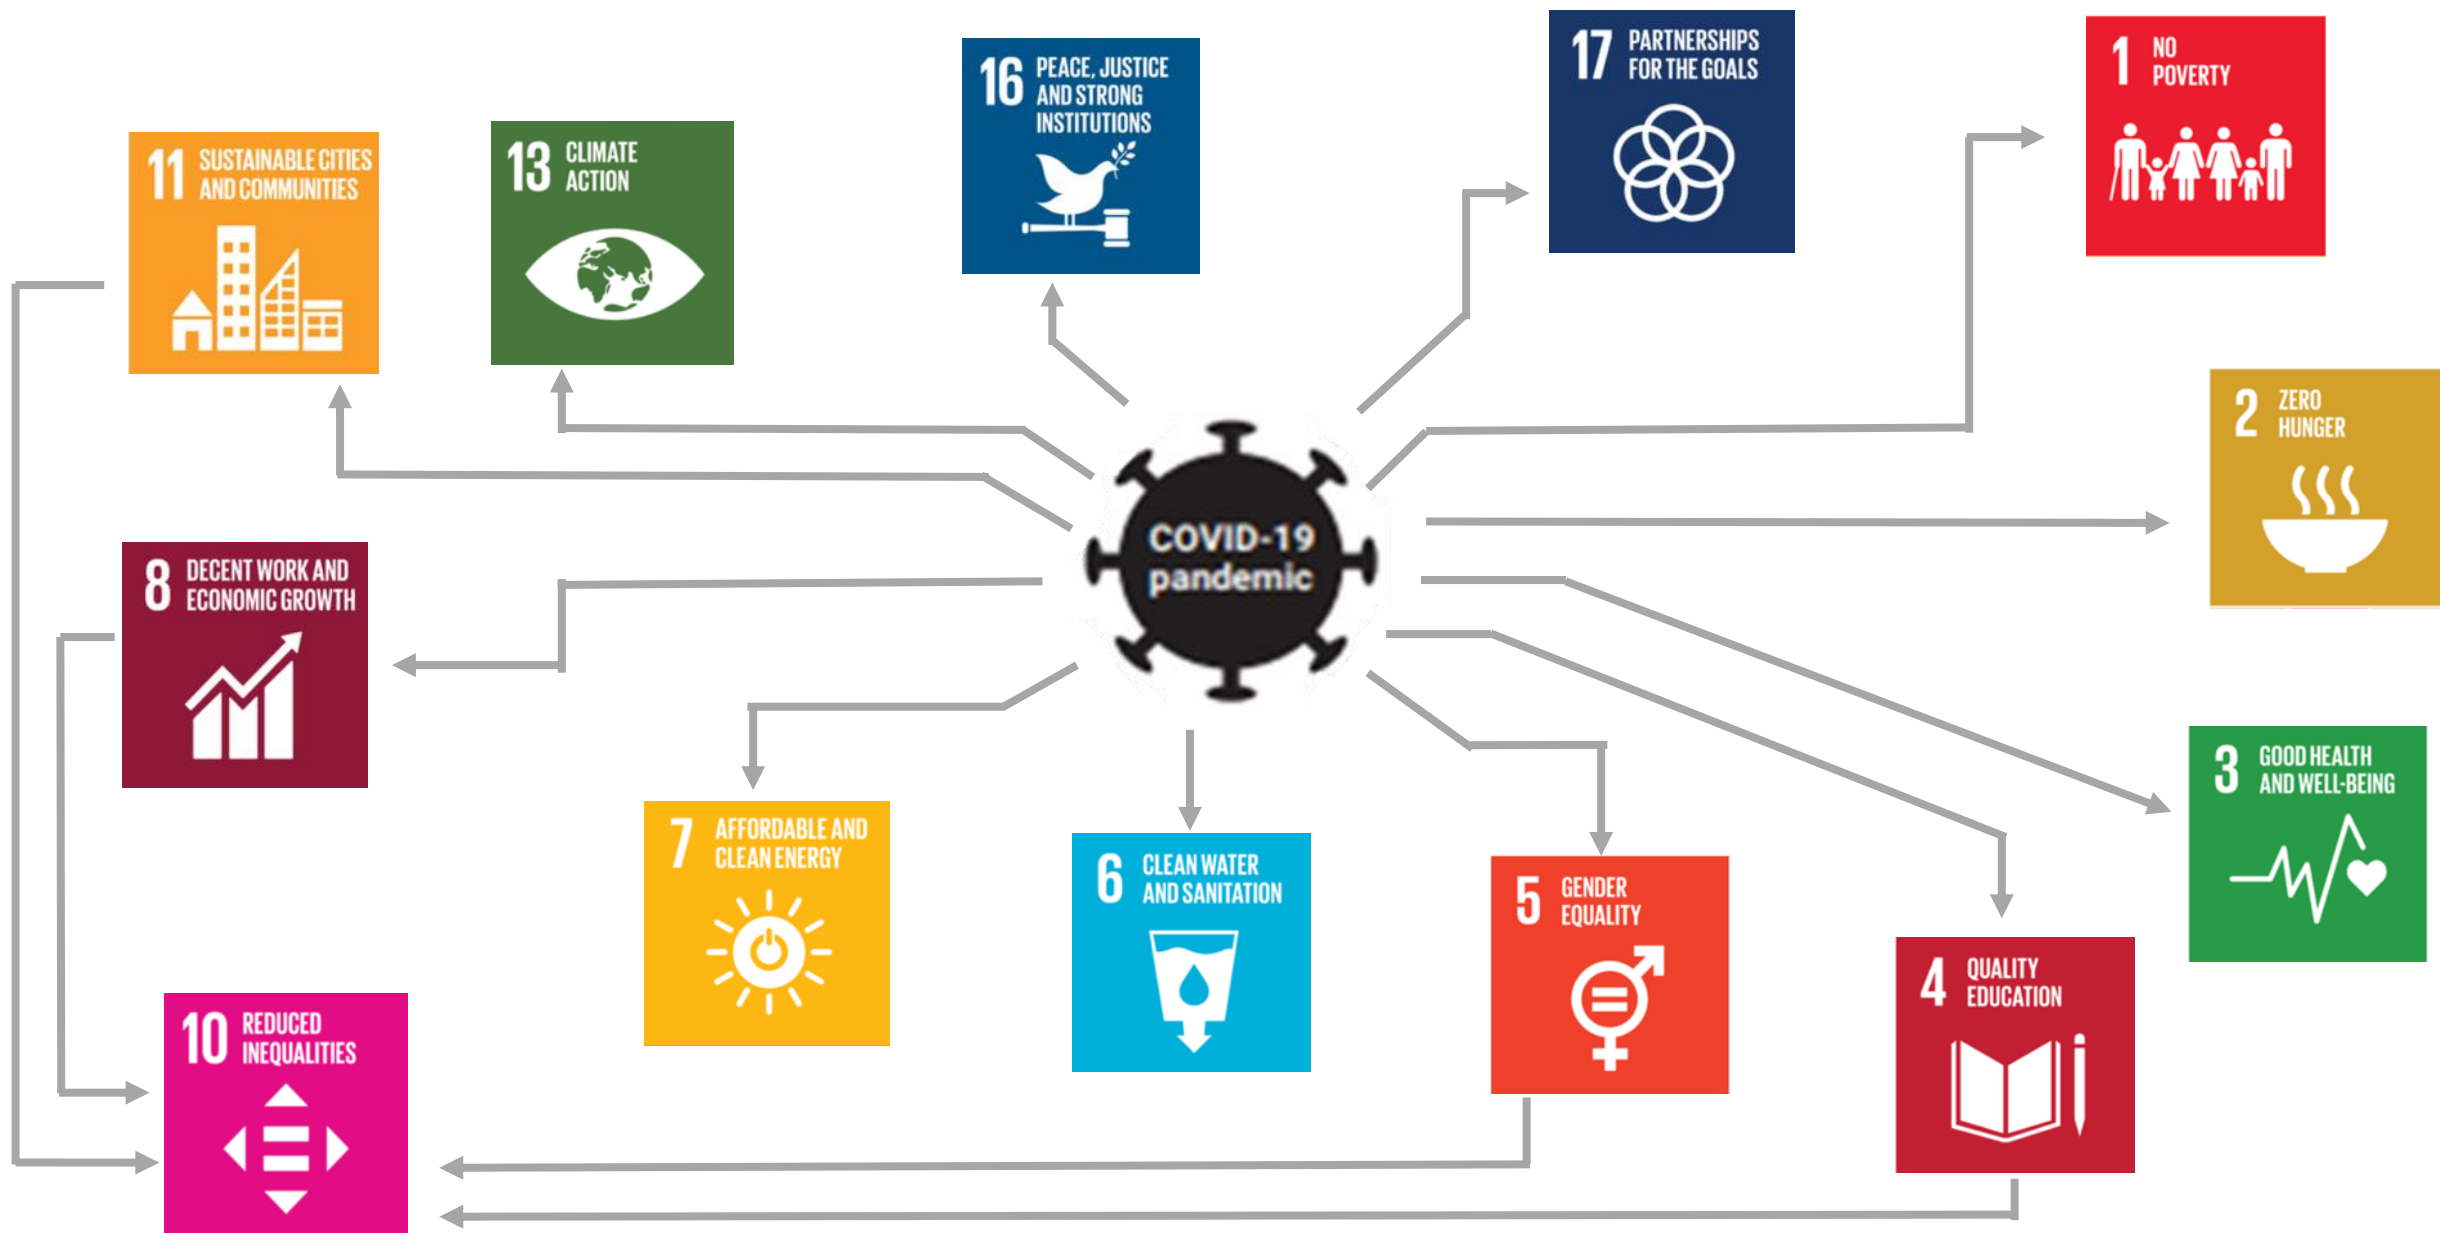 16 PEACE, JUSTICE
AND STRONG
INSTITUTIONS
17 PARTNERSHIPS
FOR THE GOALS
1 NO
POVERTY
11 SUSTAINABLE CITIES
AND COMMUNITIES
13 CLIMATE
ACTION
2 ZERO
HUNGER
COVID-19
pandemic
8 DECENT WORK AND
ECONOMIC GROWTH
3 GOOD HEALTH
AND WELL-BEING
7 AFFORDABLE AND
CLEAN ENERGY
6 CLEAN WATER
AND SANITATION
5 GENDER
EQUALITY
4 QUALITY
EDUCATION
10 REDUCED
INEQUALITIES